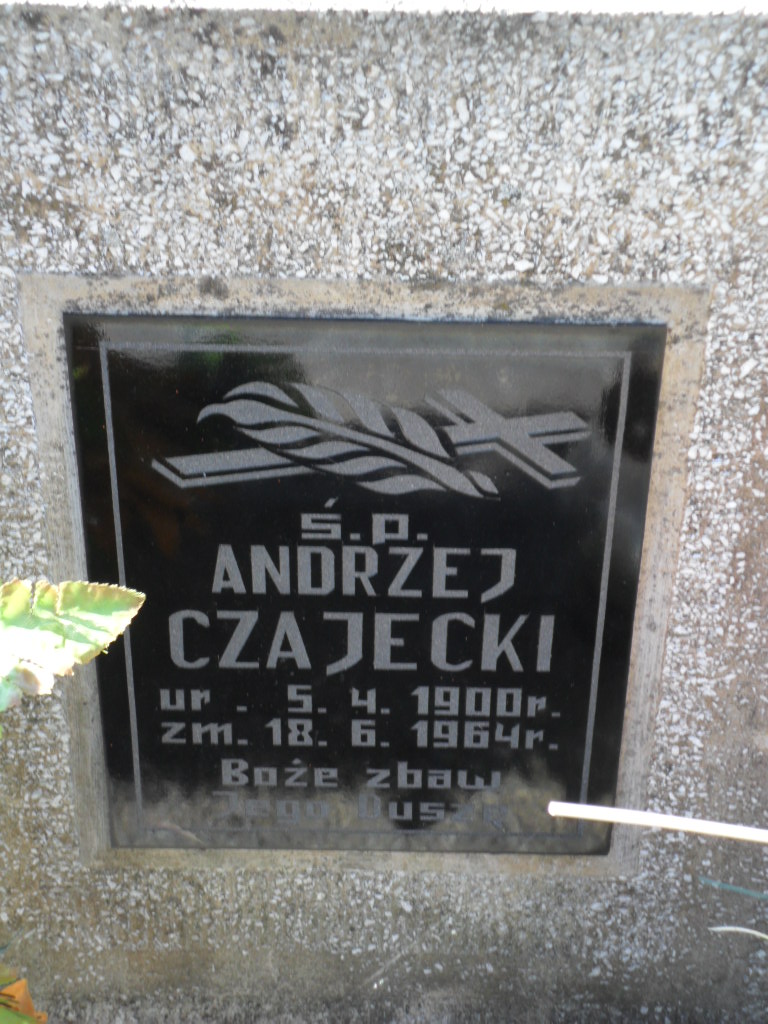 ś.p.
ANDRZEJ
CZAJECKI
ur. 5. 4. 1900r.
zm. 18. 6. 1964r.
Boże zbaw
Jego Duszę